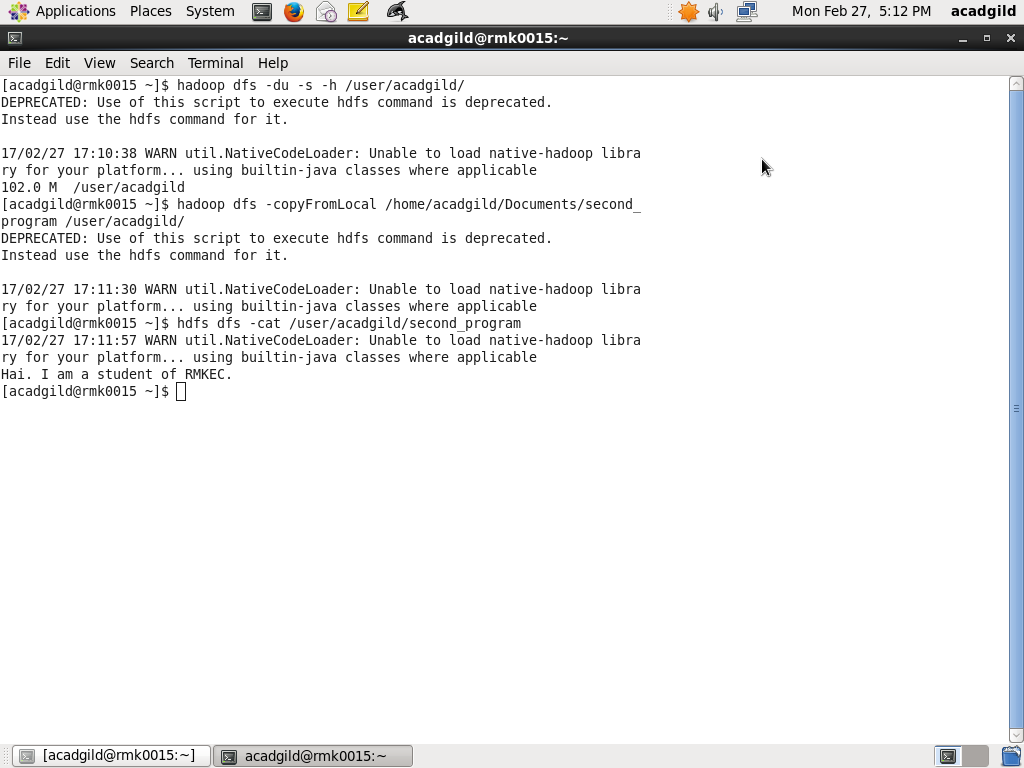 Applications Places System Mon Feb 27, 5:12 PM acadgild
acadgild@rmk0015:~
File Edit View Search Terminal Help
[acadgild@rmk0015 ~]$ hadoop dfs -du -s -h /user/acadgild/
DEPRECATED: Use of this script to execute hdfs command is deprecated.
Instead use the hdfs command for it.
17/02/27 17:10:38 WARN util.NativeCodeLoader: Unable to load native-hadoop libra
ry for your platform... using builtin-java classes where applicable
102.0 M  /user/acadgild
[acadgild@rmk0015 ~]$ hadoop dfs -copyFromLocal /home/acadgild/Documents/second_
program /user/acadgild/
DEPRECATED: Use of this script to execute hdfs command is deprecated.
Instead use the hdfs command for it.
17/02/27 17:11:30 WARN util.NativeCodeLoader: Unable to load native-hadoop libra
ry for your platform... using builtin-java classes where applicable
[acadgild@rmk0015 ~]$ hdfs dfs -cat /user/acadgild/second_program
17/02/27 17:11:57 WARN util.NativeCodeLoader: Unable to load native-hadoop libra
ry for your platform... using builtin-java classes where applicable
Hai. I am a student of RMKEC.
[acadgild@rmk0015 ~]$
[acadgild@rmk0015:~] acadgild@rmk0015:~